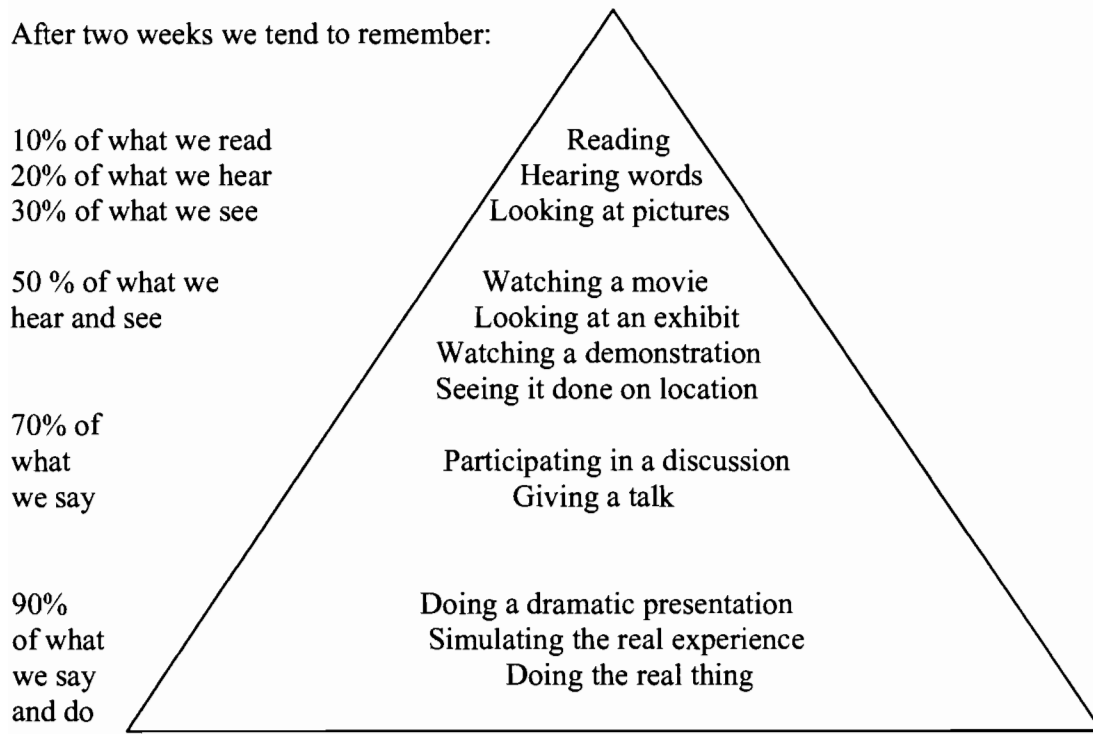 After two weeks we tend to remember:
10% of what we read
Reading
20% of what we hear
Hearing words
30% of what we see
Looking at pictures
50 % of what we
Watching a movie
hear and see
Looking at an exhibit
Watching a demonstration
Seeing it done on location
70% of
what
Participating in a discussion
we say
Giving a talk
90%
Doing a dramatic presentation
of what
Simulating the real experience
we say
Doing the real thing
and do